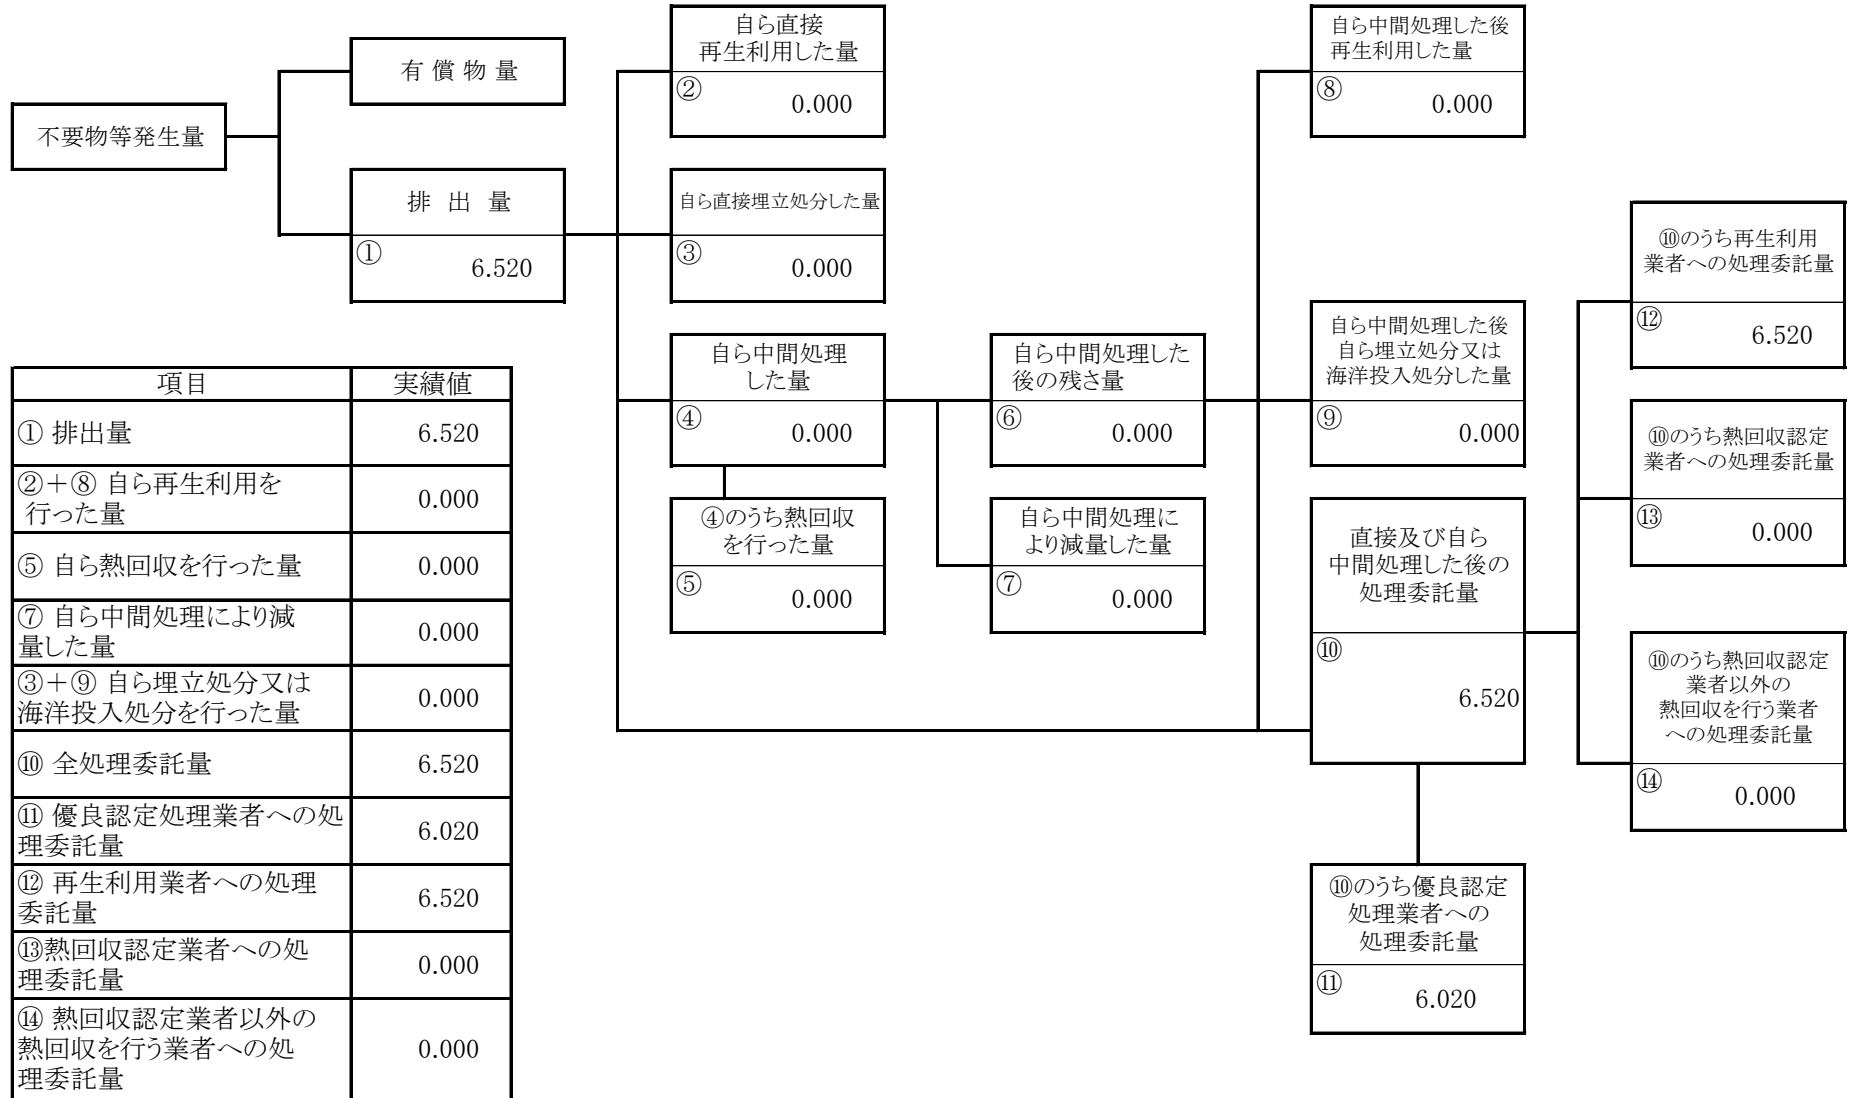 不要物等発生量
有 償 物 量
排 出 量
①
6.520
自ら直接
再生利用した量
②
0.000
自ら直接埋立処分した量
③
0.000
自ら中間処理
した量
④
0.000
④のうち熱回収
を行った量
⑤
0.000
自ら中間処理した
後の残さ量
⑥
0.000
自ら中間処理に
より減量した量
⑦
0.000
自ら中間処理した後
再生利用した量
⑧
0.000
自ら中間処理した後
自ら埋立処分又は
海洋投入処分した量
⑨
0.000
直接及び自ら
中間処理した後の
処理委託量
⑩
6.520
⑩のうち優良認定
処理業者への
処理委託量
⑪
6.020
⑩のうち再生利用
業者への処理委託量
⑫
6.520
⑩のうち熱回収認定
業者への処理委託量
⑬
0.000
⑩のうち熱回収認定
業者以外の
熱回収を行う業者
への処理委託量
⑭
0.000
項目 実績値
① 排出量 6.520
②＋⑧ 自ら再生利用を
行った量 0.000
⑤ 自ら熱回収を行った量 0.000
⑦ 自ら中間処理により減
量した量 0.000
③＋⑨ 自ら埋立処分又は
海洋投入処分を行った量 0.000
⑩ 全処理委託量 6.520
⑪ 優良認定処理業者への処
理委託量 6.020
⑫ 再生利用業者への処理
委託量 6.520
⑬熱回収認定業者への処
理委託量 0.000
⑭ 熱回収認定業者以外の
熱回収を行う業者への処
理委託量 0.000